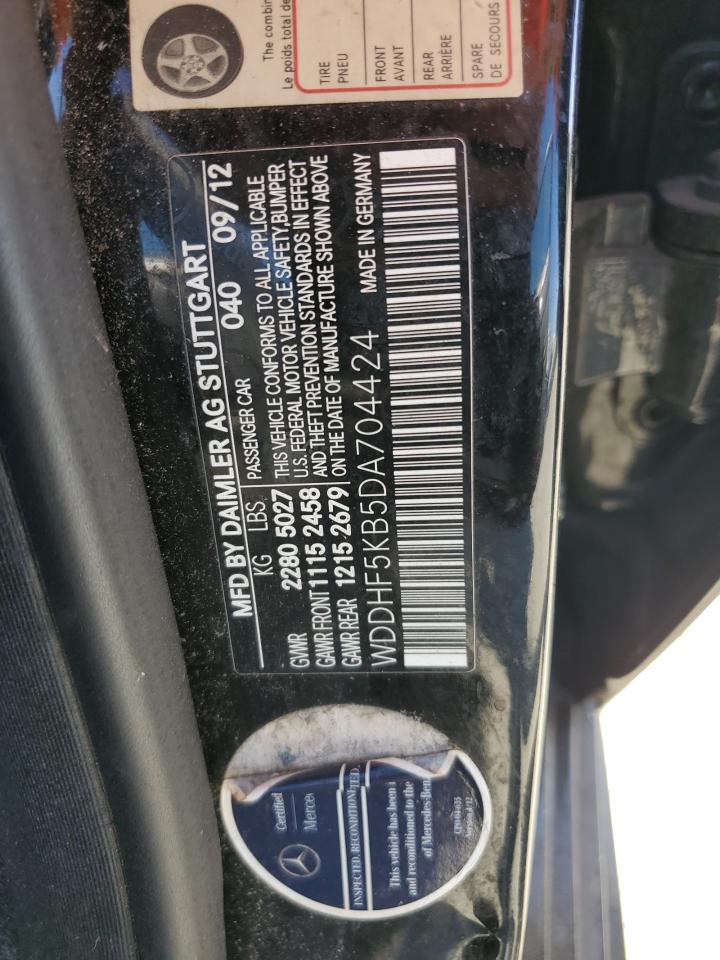 The combin
Le poids total de
TIRE
PNEU
FRONT
AVANT
REAR
ARRIÈRE
SPARE
DE SECOURS
MFD BY DAIMLER AG STUTTGART
KG LBS PASSENGER CAR 040 09/12
GVWR 2280 5027 THIS VEHICLE CONFORMS TO ALL APPLICABLE
U.S. FEDERAL MOTOR VEHICLE SAFETY,BUMPER
GAWR FRONT 1115 2458 AND THEFT PREVENTION STANDARDS IN EFFECT
GAWR REAR 1215 2679 ON THE DATE OF MANUFACTURE SHOWN ABOVE
WDDHF5KB5DA704424 MADE IN GERMANY
Certified
Merce
INSPECTED. RECONDITION TED.
This vehicle has been i
and reconditioned to the
of Mercedes-Ben